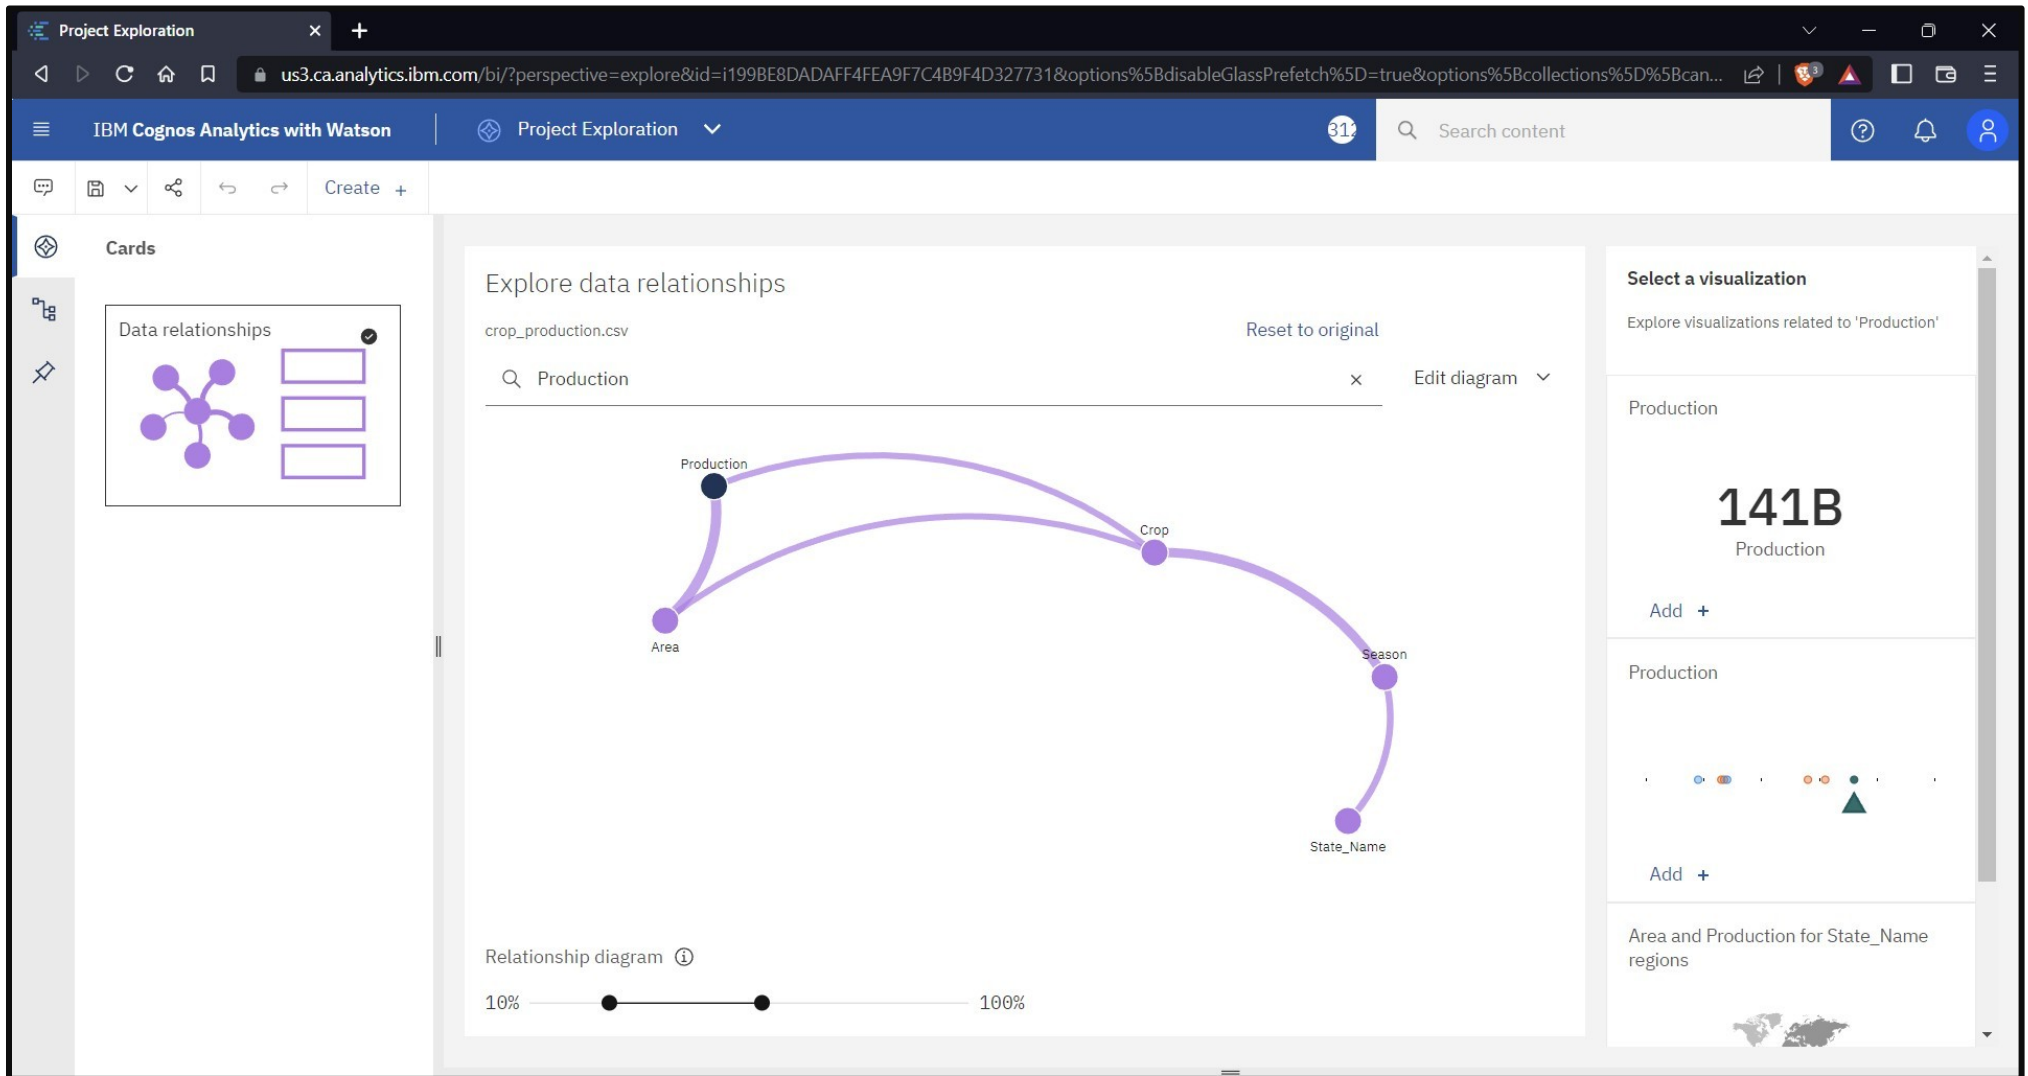 Project Exploration
us3.ca.analytics.ibm.com/bi/?perspective=explore&id=i199BE8DADAFF4FEA9F7C4B9F4D327731&options%5BdisableGlassPrefetch%5D=true&options%5Bcollections%5D%5Bcan...
3
IBM Cognos Analytics with Watson
Project Exploration
Search content
Create +
Cards
Data relationships
Explore data relationships
crop_production.csv
Reset to original
Production
Edit diagram
Production
Crop
Area
Season
State_Name
Relationship diagram
10%
100%
Select a visualization
Explore visualizations related to 'Production'
Production
141B
Production
Add +
Production
Add +
Area and Production for State_Name
regions